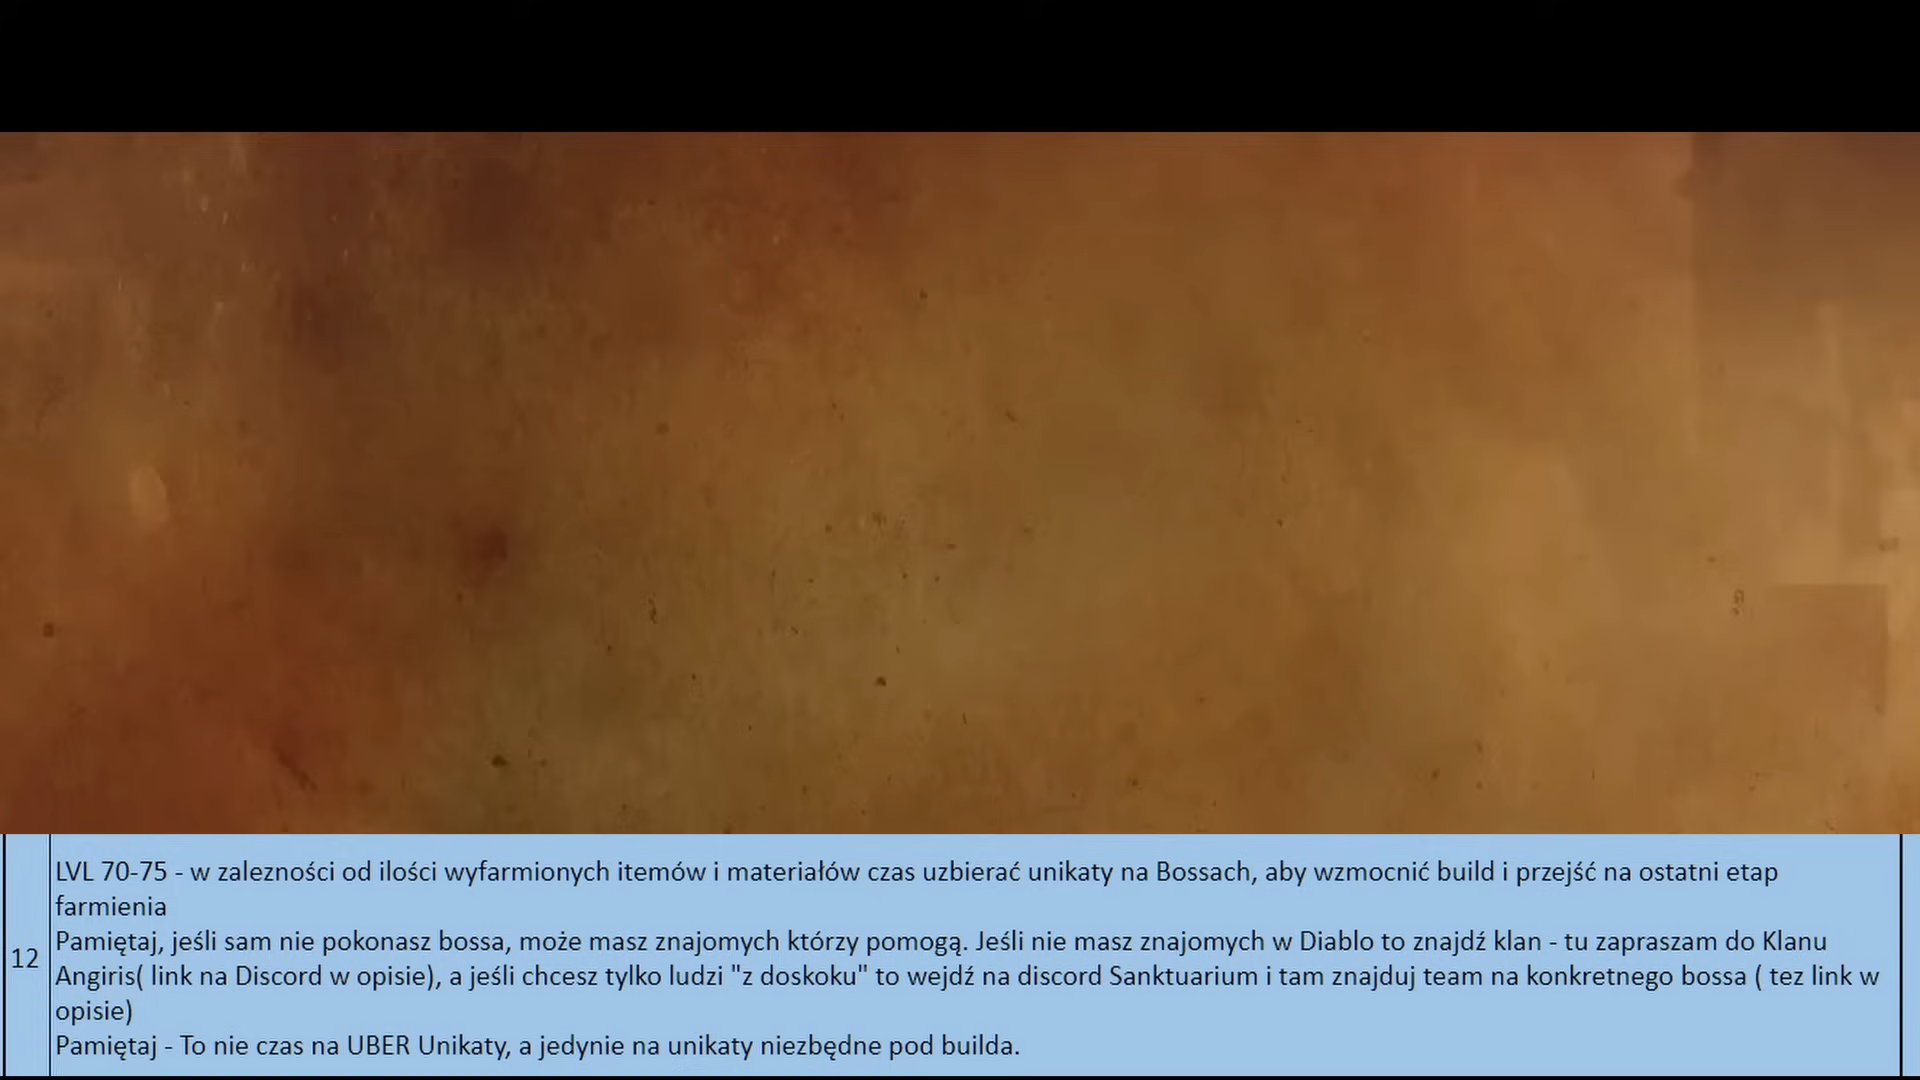 LVL 70-75 - w zalezności od ilości wyfarmionych itemów i materiałów czas uzbierać unikaty na Bossach, aby wzmocnić build i przejść na ostatni etap
farmienia
Pamiętaj, jeśli sam nie pokonasz bossa, może masz znajomych którzy pomogą. Jeśli nie masz znajomych w Diablo to znajdź klan - tu zapraszam do Klanu
12
Angiris( link na Discord w opisie), a jeśli chcesz tylko ludzi "z doskoku" to wejdź na discord Sanktuarium i tam znajduj team na konkretnego bossa ( tez link w
opisie)
Pamiętaj - To nie czas na UBER Unikaty, a jedynie na unikaty niezbędne pod builda.